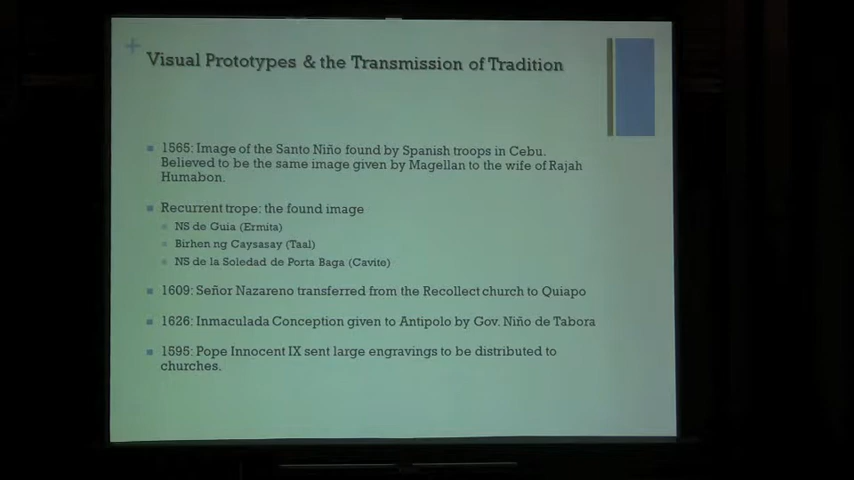 Visual Prototypes & the Transmission of Tradition
1565: Image of the Santo Niño found by Spanish troops in Cebu.
Believed to be the same image given by Magellan to the wife of Rajah
Humabon.
Recurrent trope: the found image
NS de Guia (Ermita)
Birhen ng Caysasay (Taal)
NS de la Soledad de Porta Baga (Cavite)
1609: Señor Nazareno transferred from the Recollect church to Quiapo
1626: Inmaculada Conception given to Antipolo by Gov. Niño de Tabora
1595: Pope Innocent IX sent large engravings to be distributed to
churches.